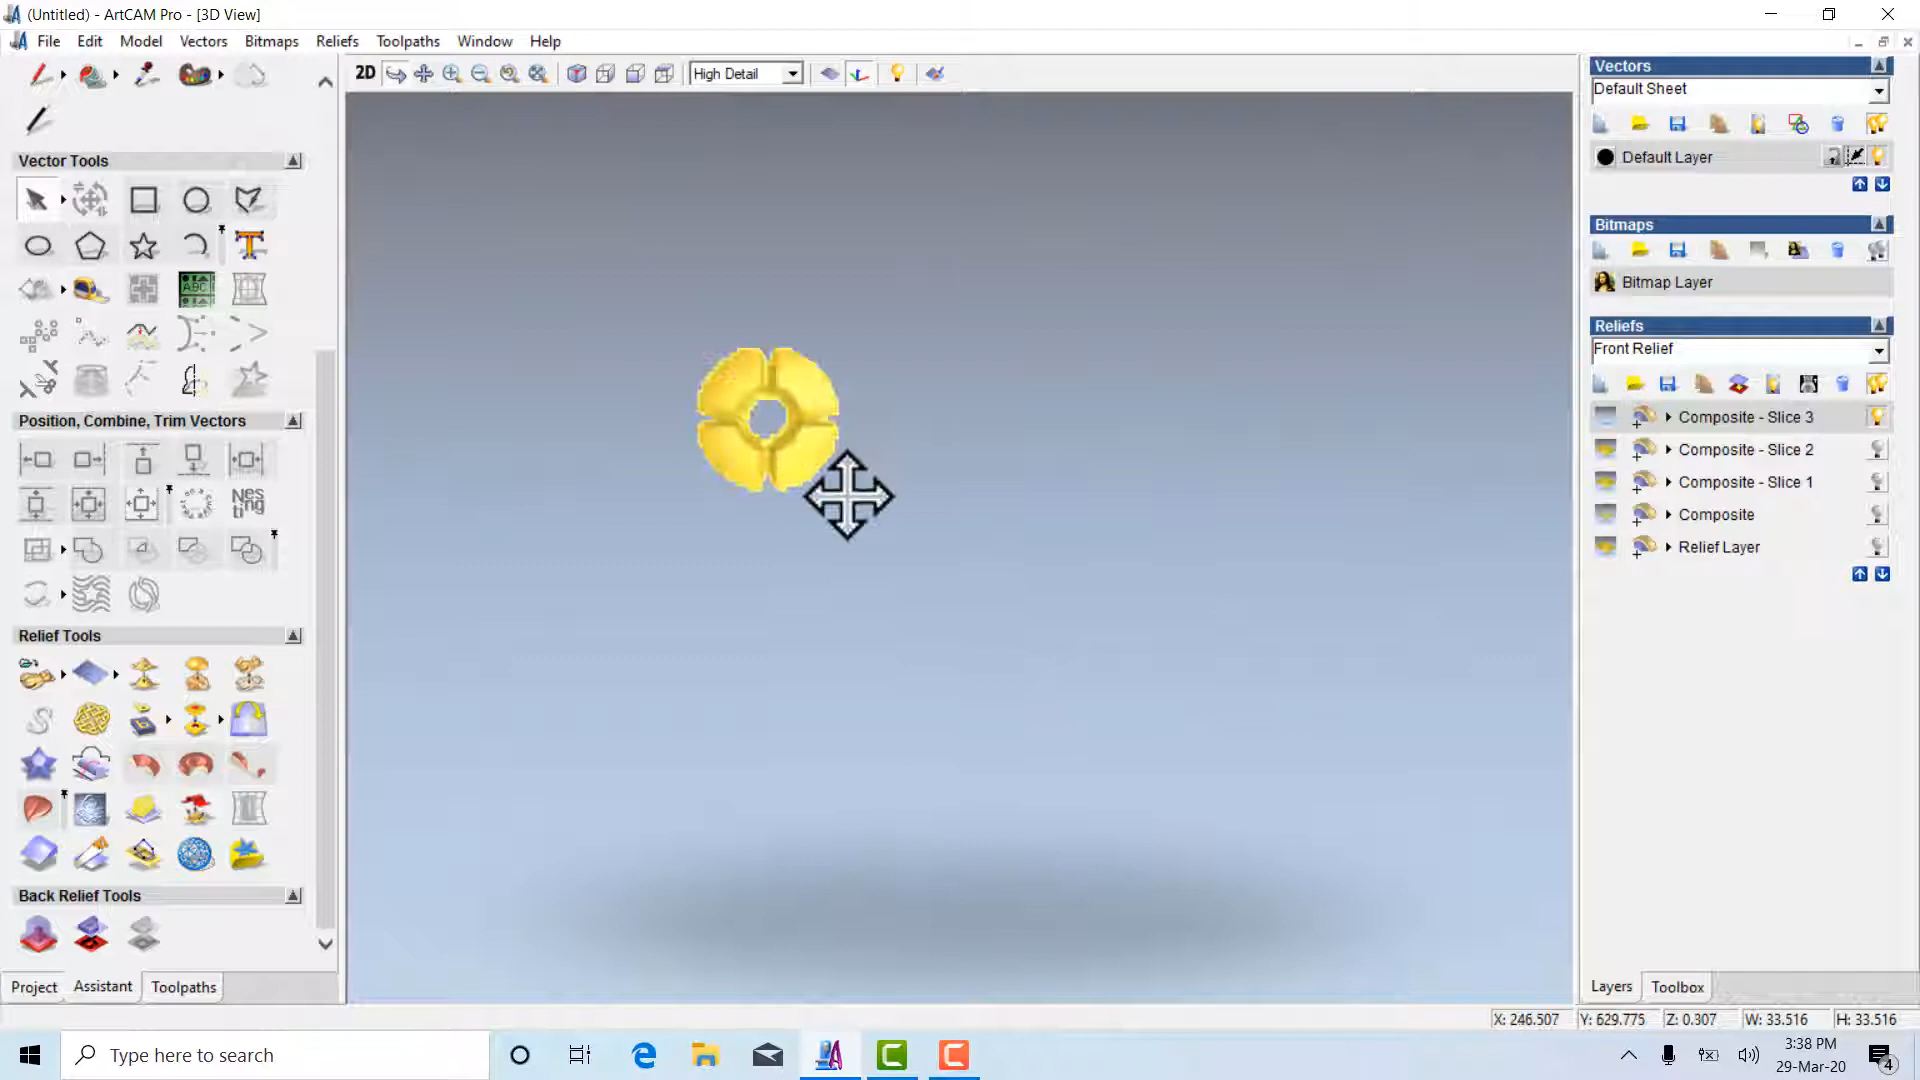 (Untitled) - ArtCAM Pro - [3D View]
File Edit Model Vectors Bitmaps Reliefs Toolpaths Window Help
2D High Detail
Vector Tools
ABC
Position, Combine, Trim Vectors
Nes
ting
Relief Tools
Back Relief Tools
Project Assistant Toolpaths
Vectors
Default Sheet
Default Layer
Bitmaps
Bitmap Layer
Reliefs
Front Relief
Composite - Slice 3
Composite - Slice 2
Composite - Slice 1
Composite
Relief Layer
Layers Toolbox
X: 246.507 Y: 629.775 Z: 0.307 W: 33.516 H: 33.516
Type here to search
3:38 PM
29-Mar-20
4